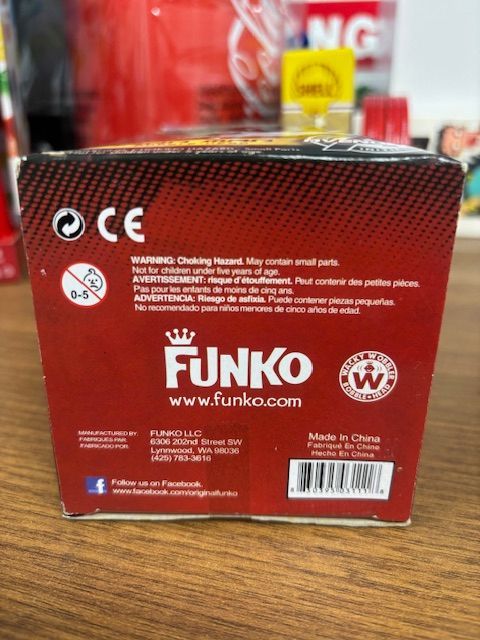 Coca-Cola
NG
SHELL
CE
WARNING: Choking Hazard. May contain small parts.
Not for children under five years of age.
AVERTISSEMENT: risque d'étouffement. Peut contenir des petites pièces.
Pas pour les enfants de moins de cinq ans.
ADVERTENCIA: Riesgo de asfixia. Puede contener piezas pequeñas.
No recomendado para niños menores de cinco años de edad.
0-5
FUNKO
www.funko.com
WACKY WOBBLER
W
BOBBLE-HEAD
MANUFACTURED BY:
FABRIQUÉS PAR:
FABRICADO POR:
FUNKO LLC
6306 202nd Street SW
Lynnwood, WA 98036
(425) 783-3616
Made In China
Fabriqué En Chine
Hecho En China
f
Follow us on Facebook.
www.facebook.com/originalfunko